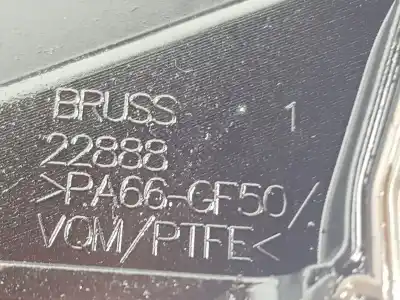 BRUSS 1
22888
>PA66-GF50/
VQM/PTFE<